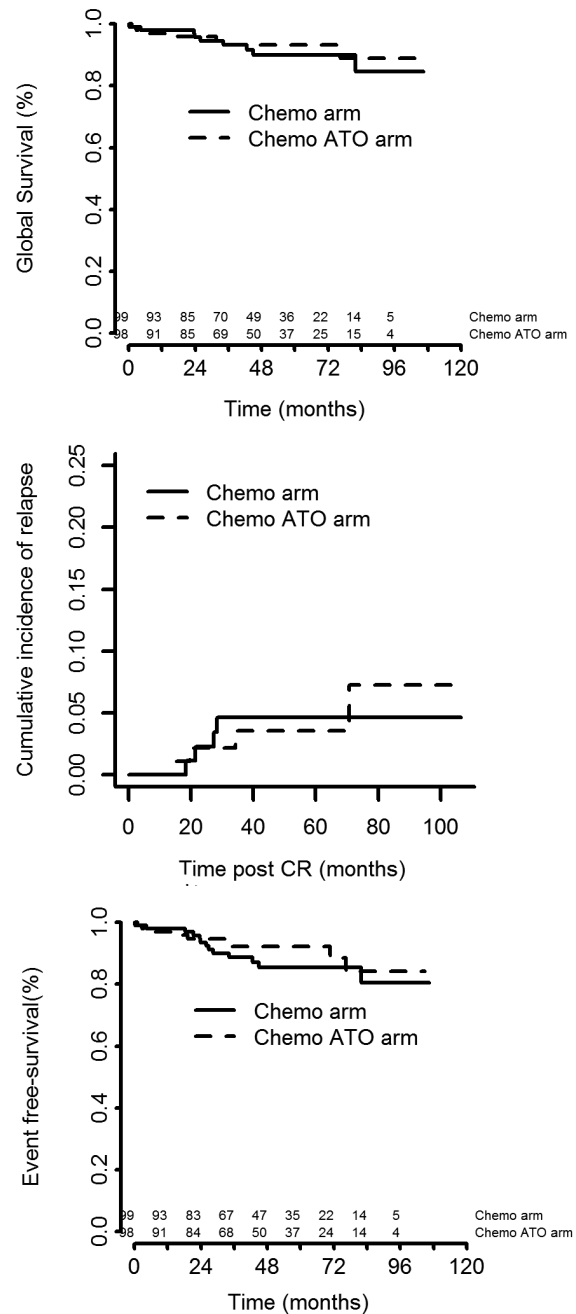 Global Survival (%)
1.0
0.8
0.6
0.4
0.2
0.0
Chemo arm
Chemo ATO arm
99 93 85 70 49 36 22 14 5 Chemo arm
98 91 85 69 50 37 25 15 4 Chemo ATO arm
0 24 48 72 96 120
Time (months)
Cumulative incidence of relapse
0.25
0.20
0.15
0.10
0.05
0.00
Chemo arm
Chemo ATO arm
0 20 40 60 80 100
Time post CR (months)
Event free-survival(%)
1.0
0.8
0.6
0.4
0.2
0.0
Chemo arm
Chemo ATO arm
99 93 83 67 47 35 22 14 5 Chemo arm
98 91 84 68 50 37 24 14 4 Chemo ATO arm
0 24 48 72 96 120
Time (months)